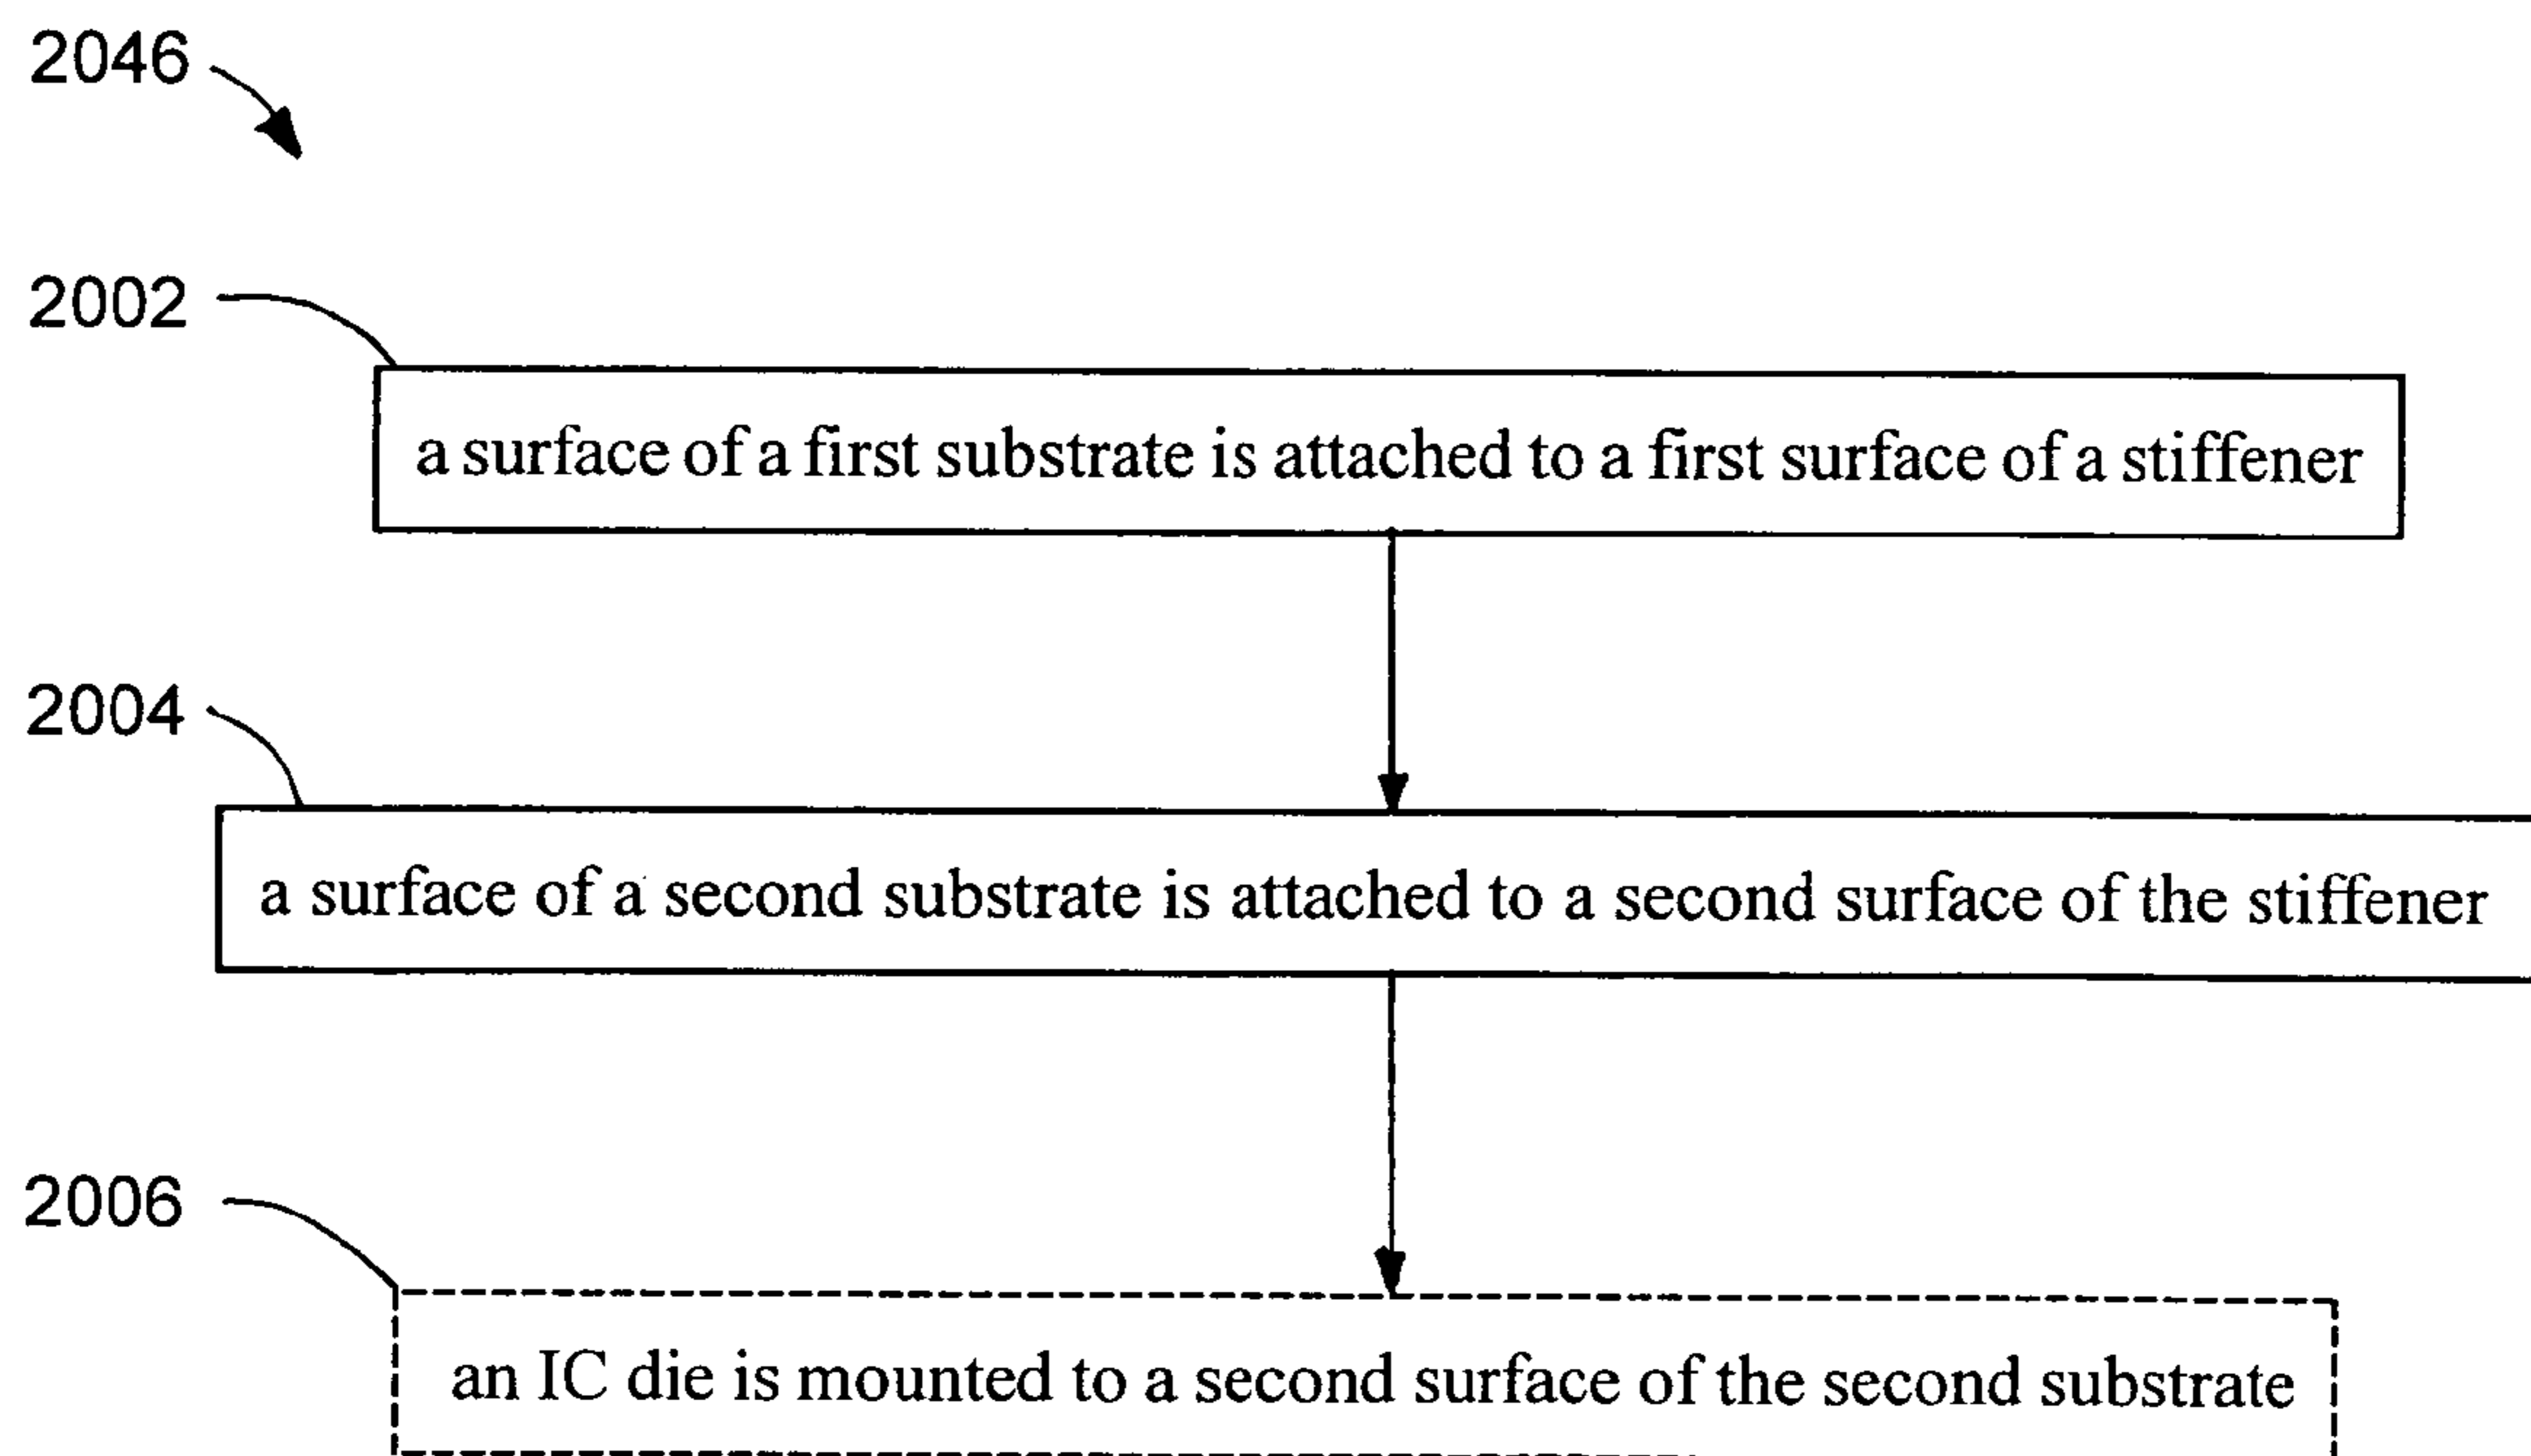 2046
2002
a surface of a first substrate is attached to a first surface of a stiffener
2004
a surface of a second substrate is attached to a second surface of the stiffener
2006
an IC die is mounted to a second surface of the second substrate